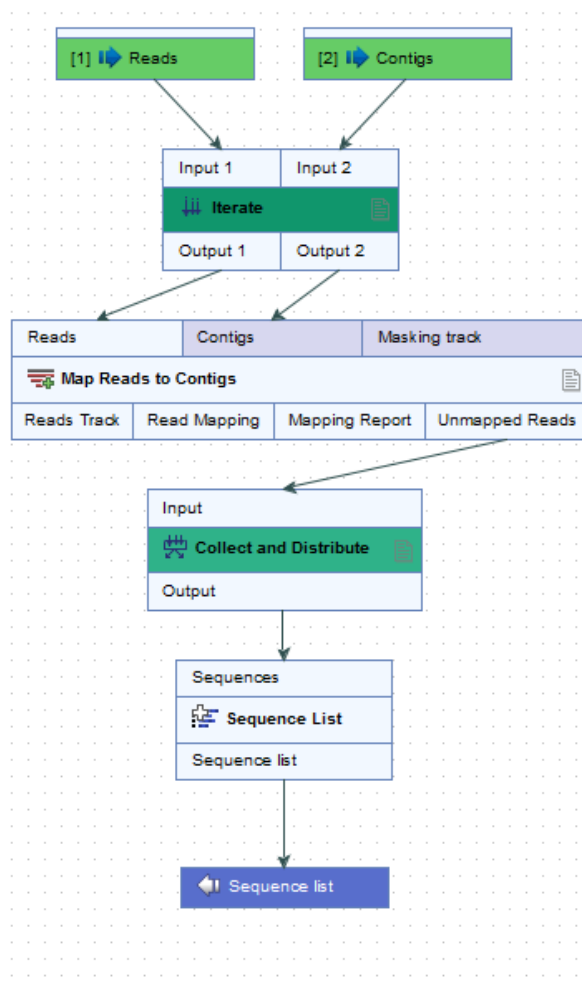 [1] Reads [2] Contigs
Input 1 Input 2
Iterate
Output 1 Output 2
Reads Contigs Masking track
Map Reads to Contigs
Reads Track Read Mapping Mapping Report Unmapped Reads
Input
Collect and Distribute
Output
Sequences
Sequence List
Sequence list
Sequence list